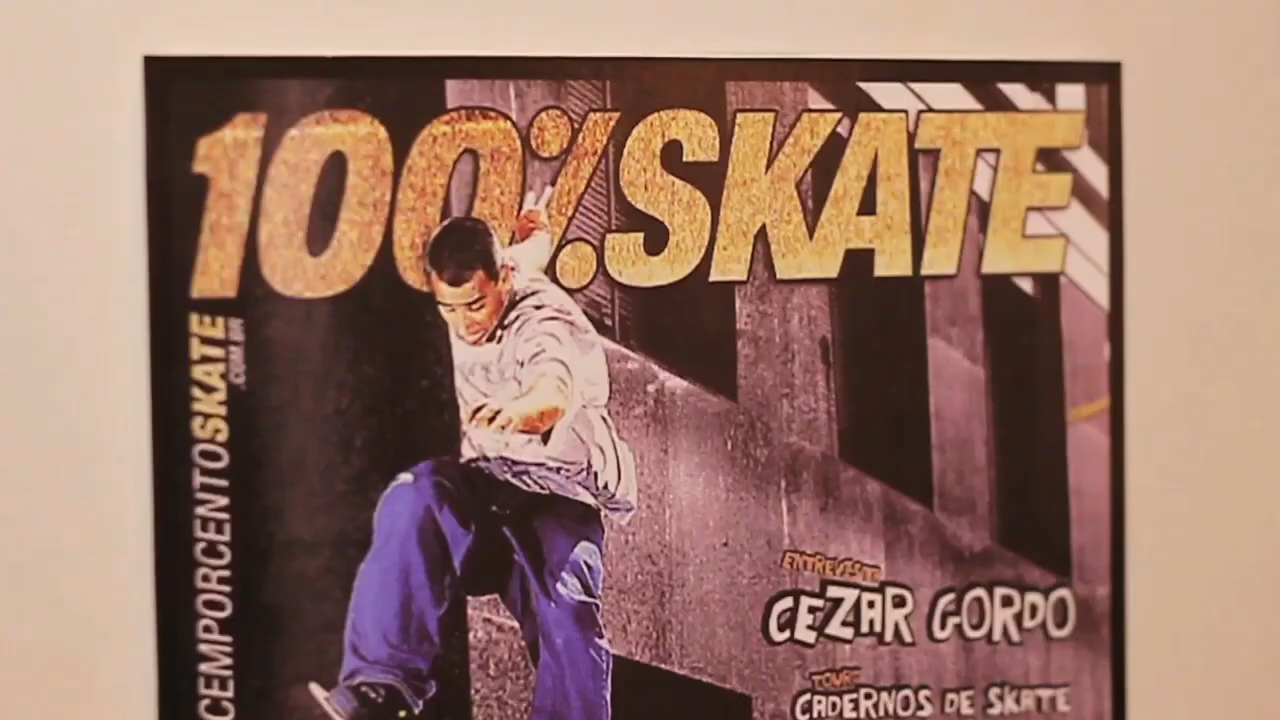 100% SKATE
CEMPORCENTOSKATE
.COM.BR
ENTREVISTA
CEZAR GORDO
TOUR
CADERNOS DE SKATE